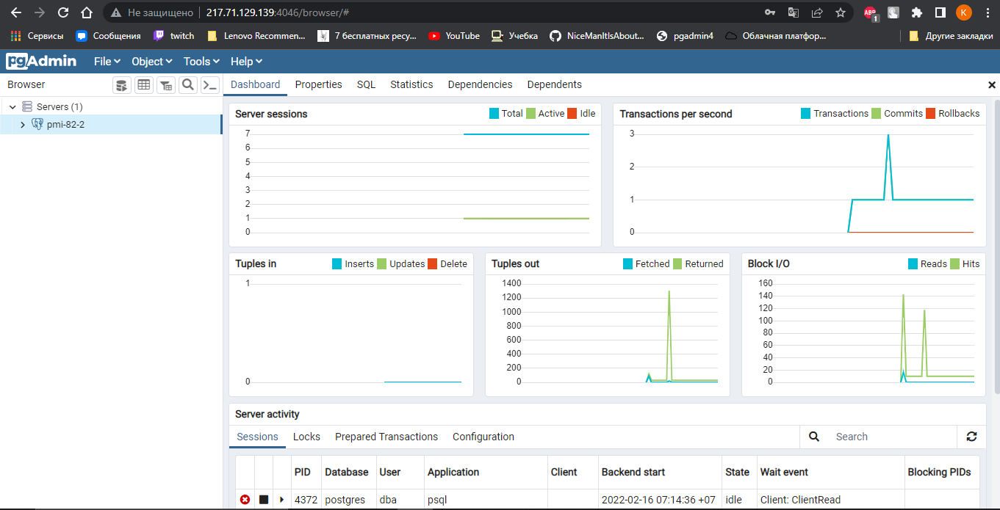 Не защищено 217.71.129.139:4046/browser/# ABP 1 K
Сервисы Сообщения twitch Lenovo Recommen... 7 бесплатных ресу... YouTube Учебка NiceManItIsAbout... pgadmin4 Облачная платфор... Другие закладки
pgAdmin File Object Tools Help
Browser Dashboard Properties SQL Statistics Dependencies Dependents
Servers (1)
pmi-82-2
Server sessions Total Active Idle
7
6
5
4
3
2
1
0
Transactions per second Transactions Commits Rollbacks
3
2
1
0
Tuples in Inserts Updates Delete
1
0
Tuples out Fetched Returned
1400
1200
1000
800
600
400
200
0
Block I/O Reads Hits
160
140
120
100
80
60
40
20
0
Server activity
Sessions Locks Prepared Transactions Configuration Search
PID Database User Application Client Backend start State Wait event Blocking PIDs
4372 postgres dba psql 2022-02-16 07:14:36 +07 idle Client: ClientRead